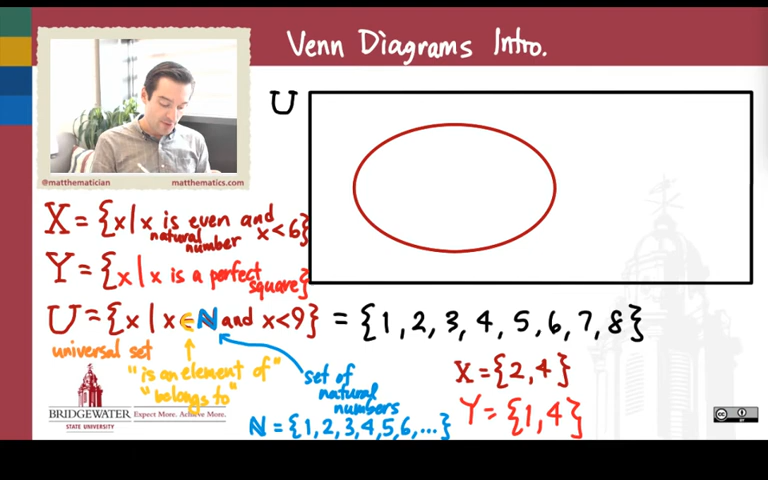 Venn Diagrams Intro.
U
@matthematician
matthematics.com
X = {x | x is even and
natural number
x<6}
Y = {x | x is a perfect
square}
U = {x | x ∈ ℕ and x<9} = {1, 2, 3, 4, 5, 6, 7, 8}
universal set
"is an element of"
"belongs to"
set of
natural
numbers
X = {2, 4}
Y = {1, 4}
ℕ = {1, 2, 3, 4, 5, 6, ...}
BRIDGEWATER
STATE UNIVERSITY
Expect More. Achieve More.
cc